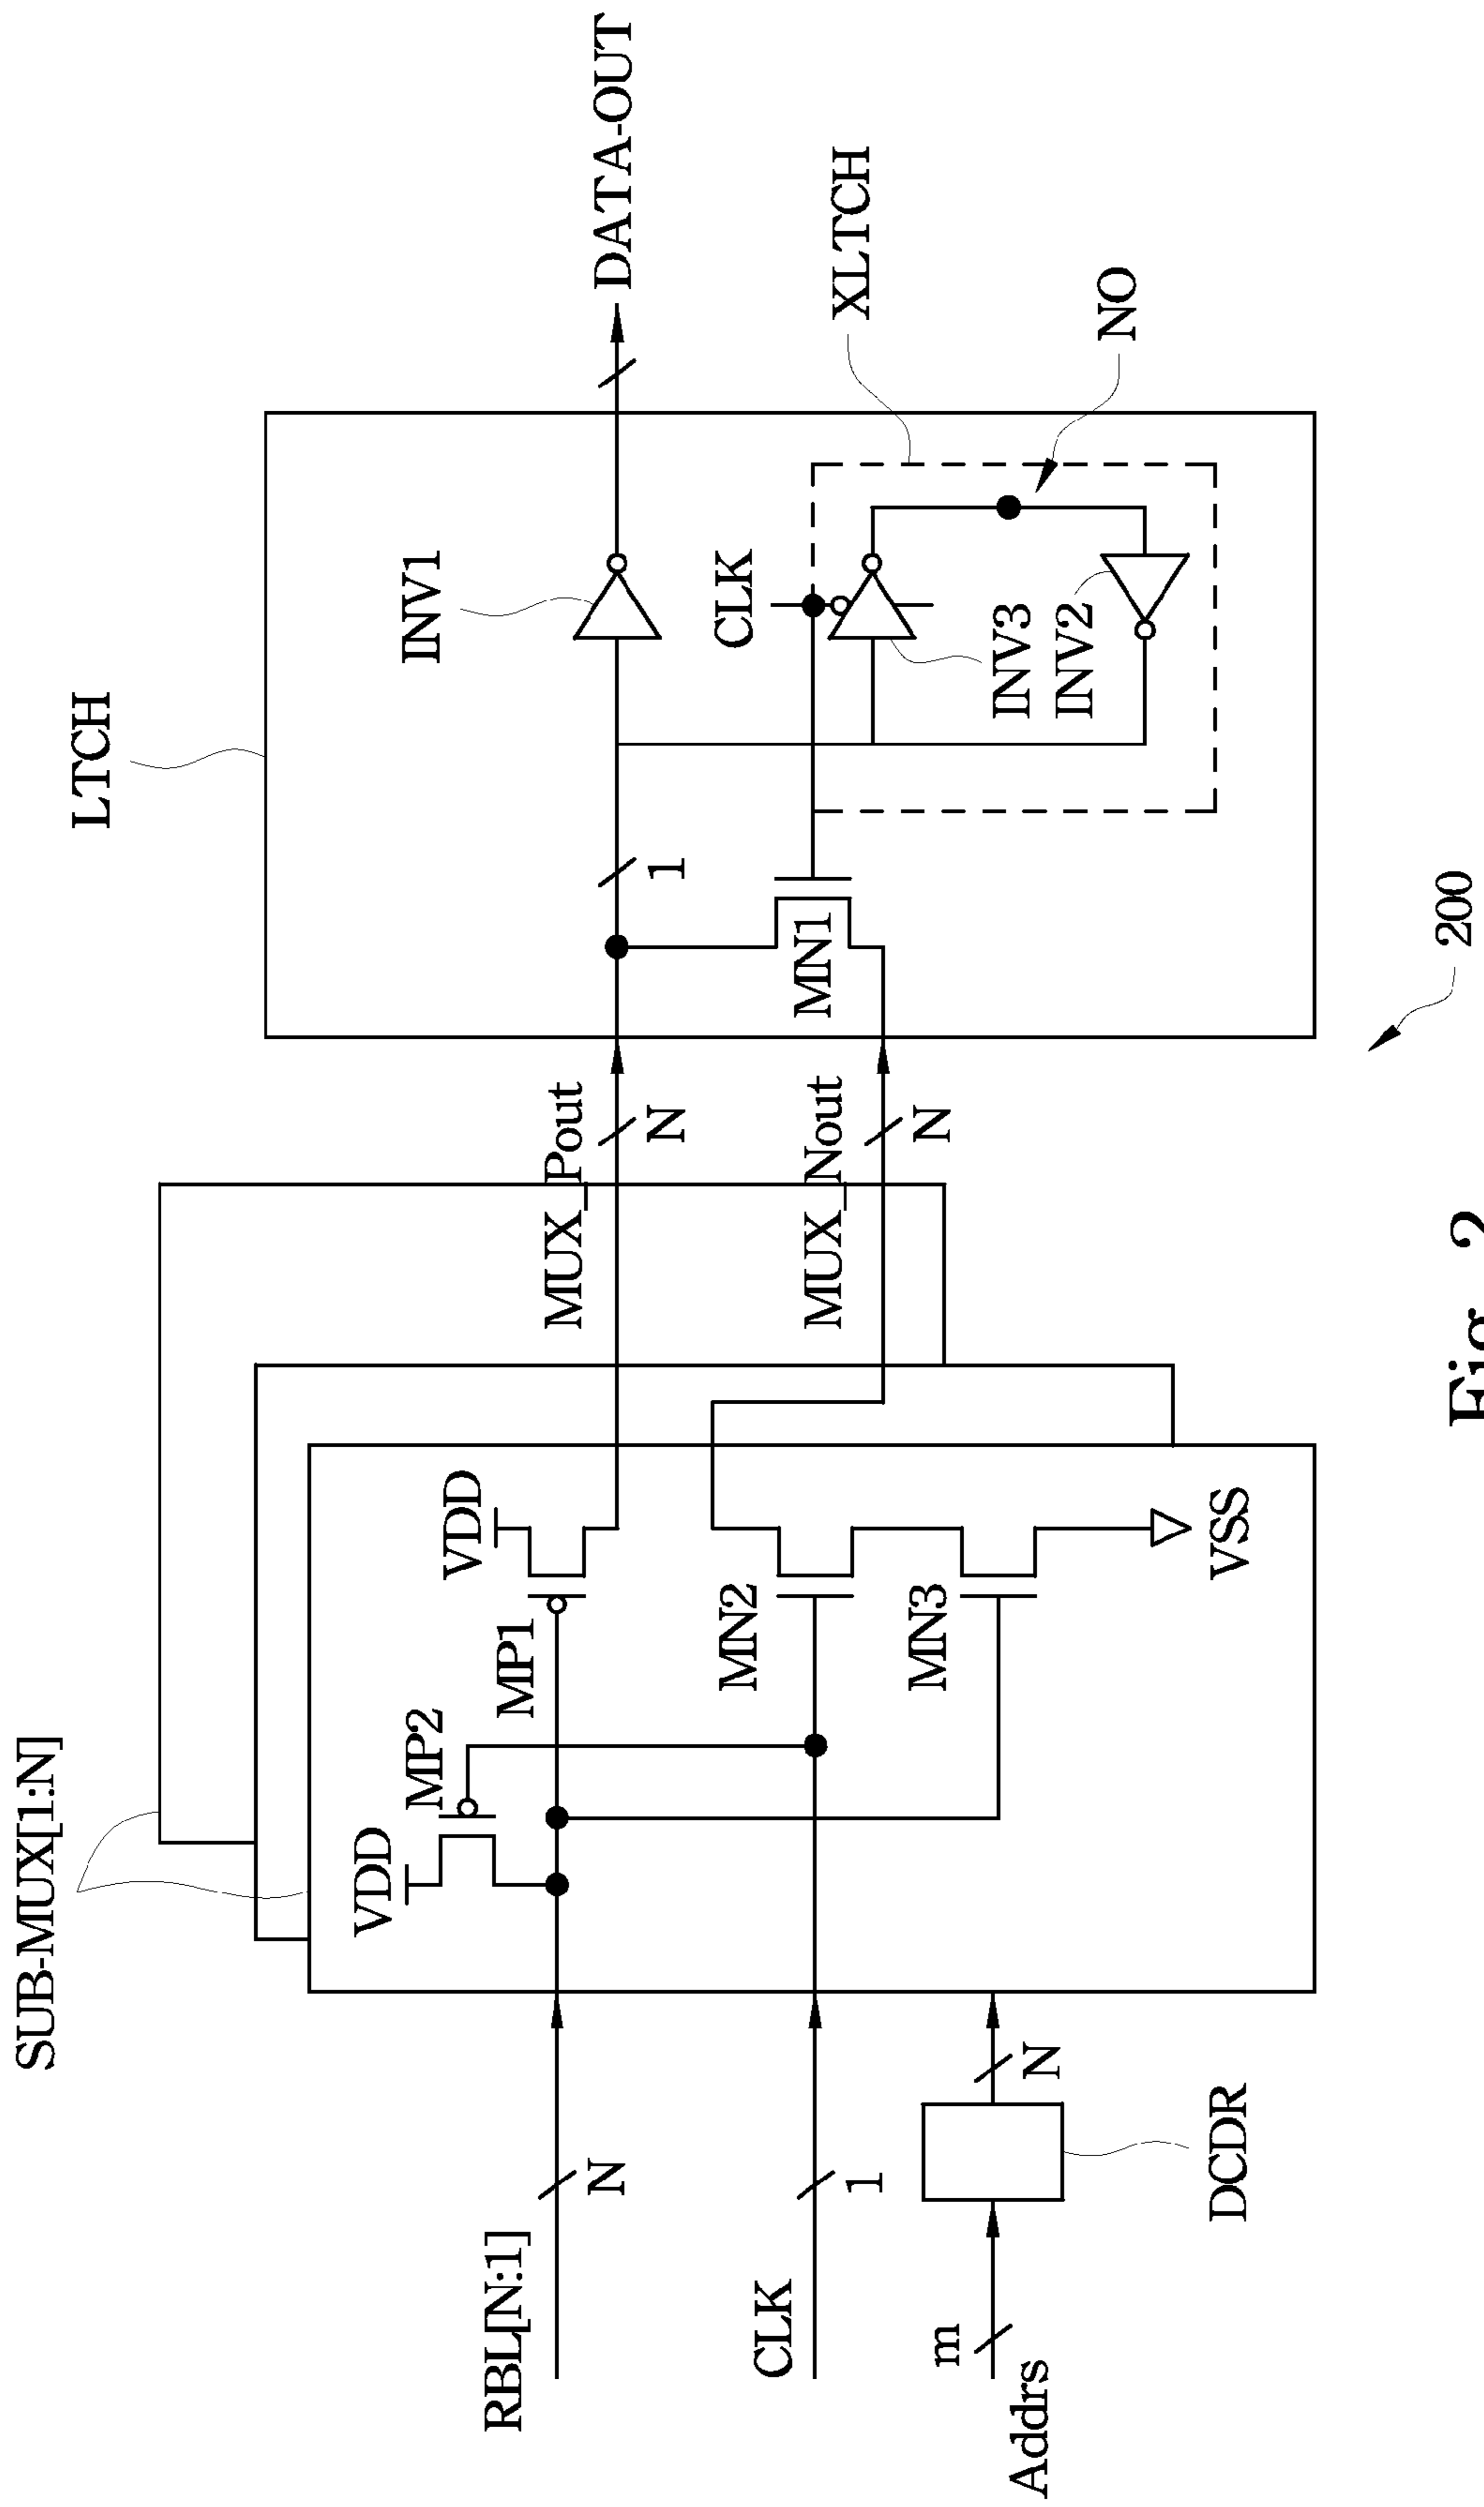 SUB-MUX[1:N]
LTCH
VDD
MP2
VDD
INV1
RBL[N:1]
N
MP1
MUX_Pout
N
1
DATA-OUT
CLK
CLK
1
MN2
MUX_Nout
N
MN1
XLTCH
m
Addrs
N
MN3
INV3
INV2
NO
DCDR
VSS
200
Fig. 2